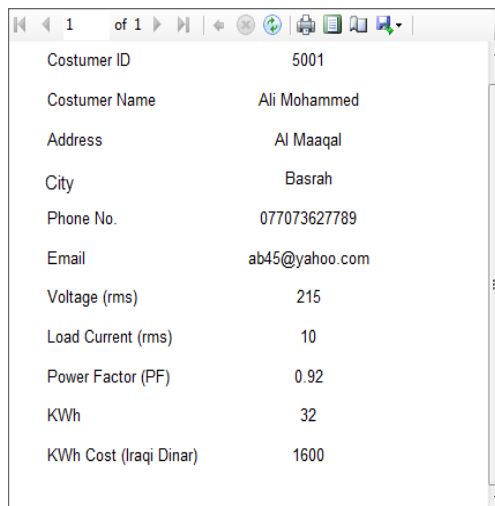 1 of 1
Costumer ID 5001
Costumer Name Ali Mohammed
Address Al Maaqal
City Basrah
Phone No. 077073627789
Email ab45@yahoo.com
Voltage (rms) 215
Load Current (rms) 10
Power Factor (PF) 0.92
KWh 32
KWh Cost (Iraqi Dinar) 1600